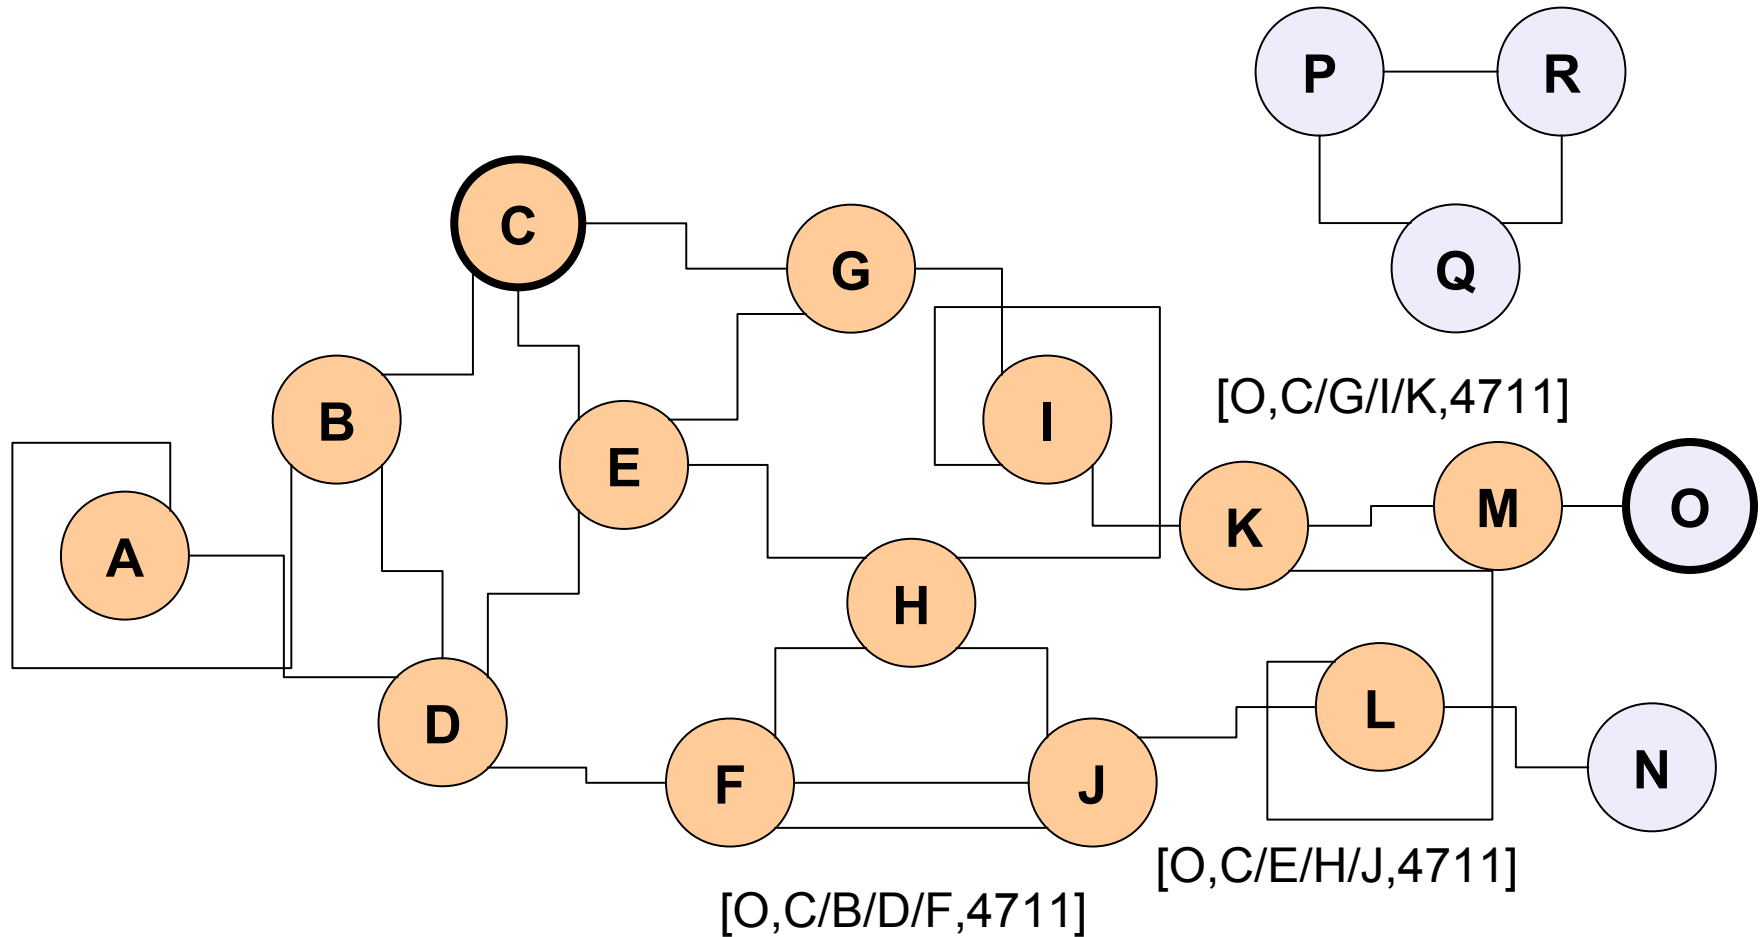 P
R
C
G
Q
[O,C/G/I/K,4711]
B
I
E
M
O
K
A
H
L
D
F
J
N
[O,C/E/H/J,4711]
[O,C/B/D/F,4711]